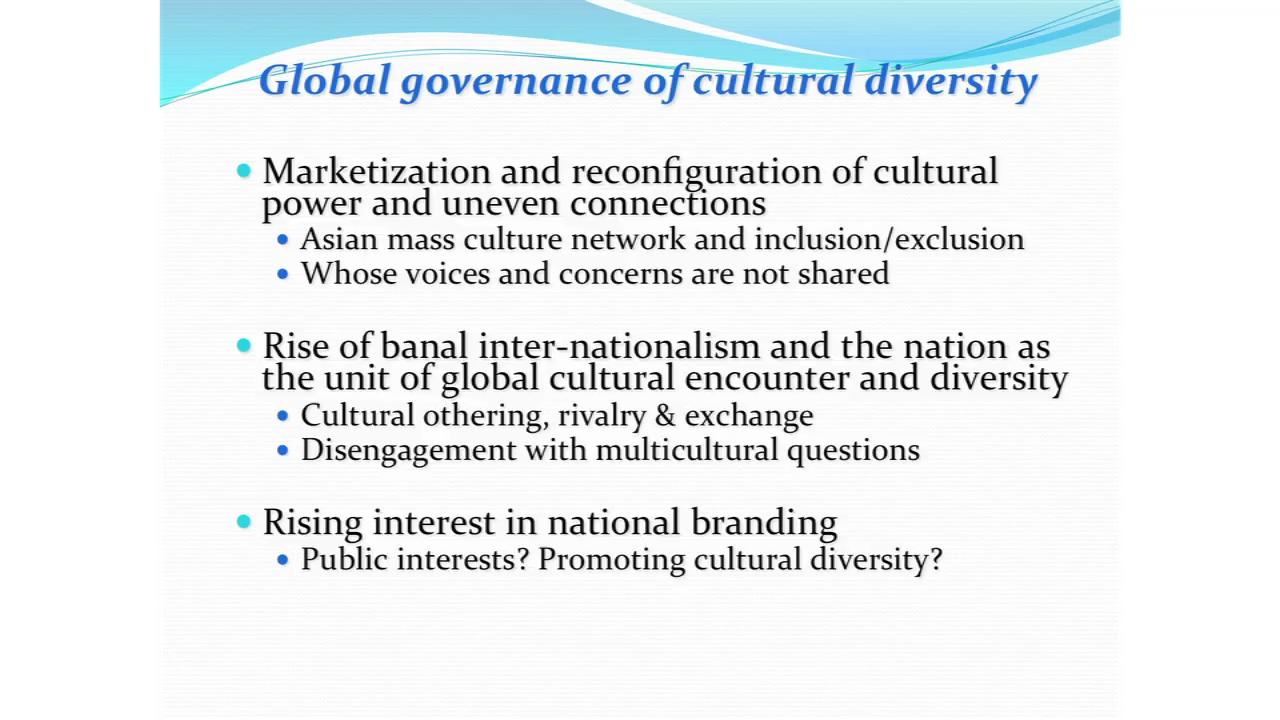 Global governance of cultural diversity
• Marketization and reconfiguration of cultural
power and uneven connections
• Asian mass culture network and inclusion/exclusion
• Whose voices and concerns are not shared
• Rise of banal inter-nationalism and the nation as
the unit of global cultural encounter and diversity
• Cultural othering, rivalry & exchange
• Disengagement with multicultural questions
• Rising interest in national branding
• Public interests? Promoting cultural diversity?